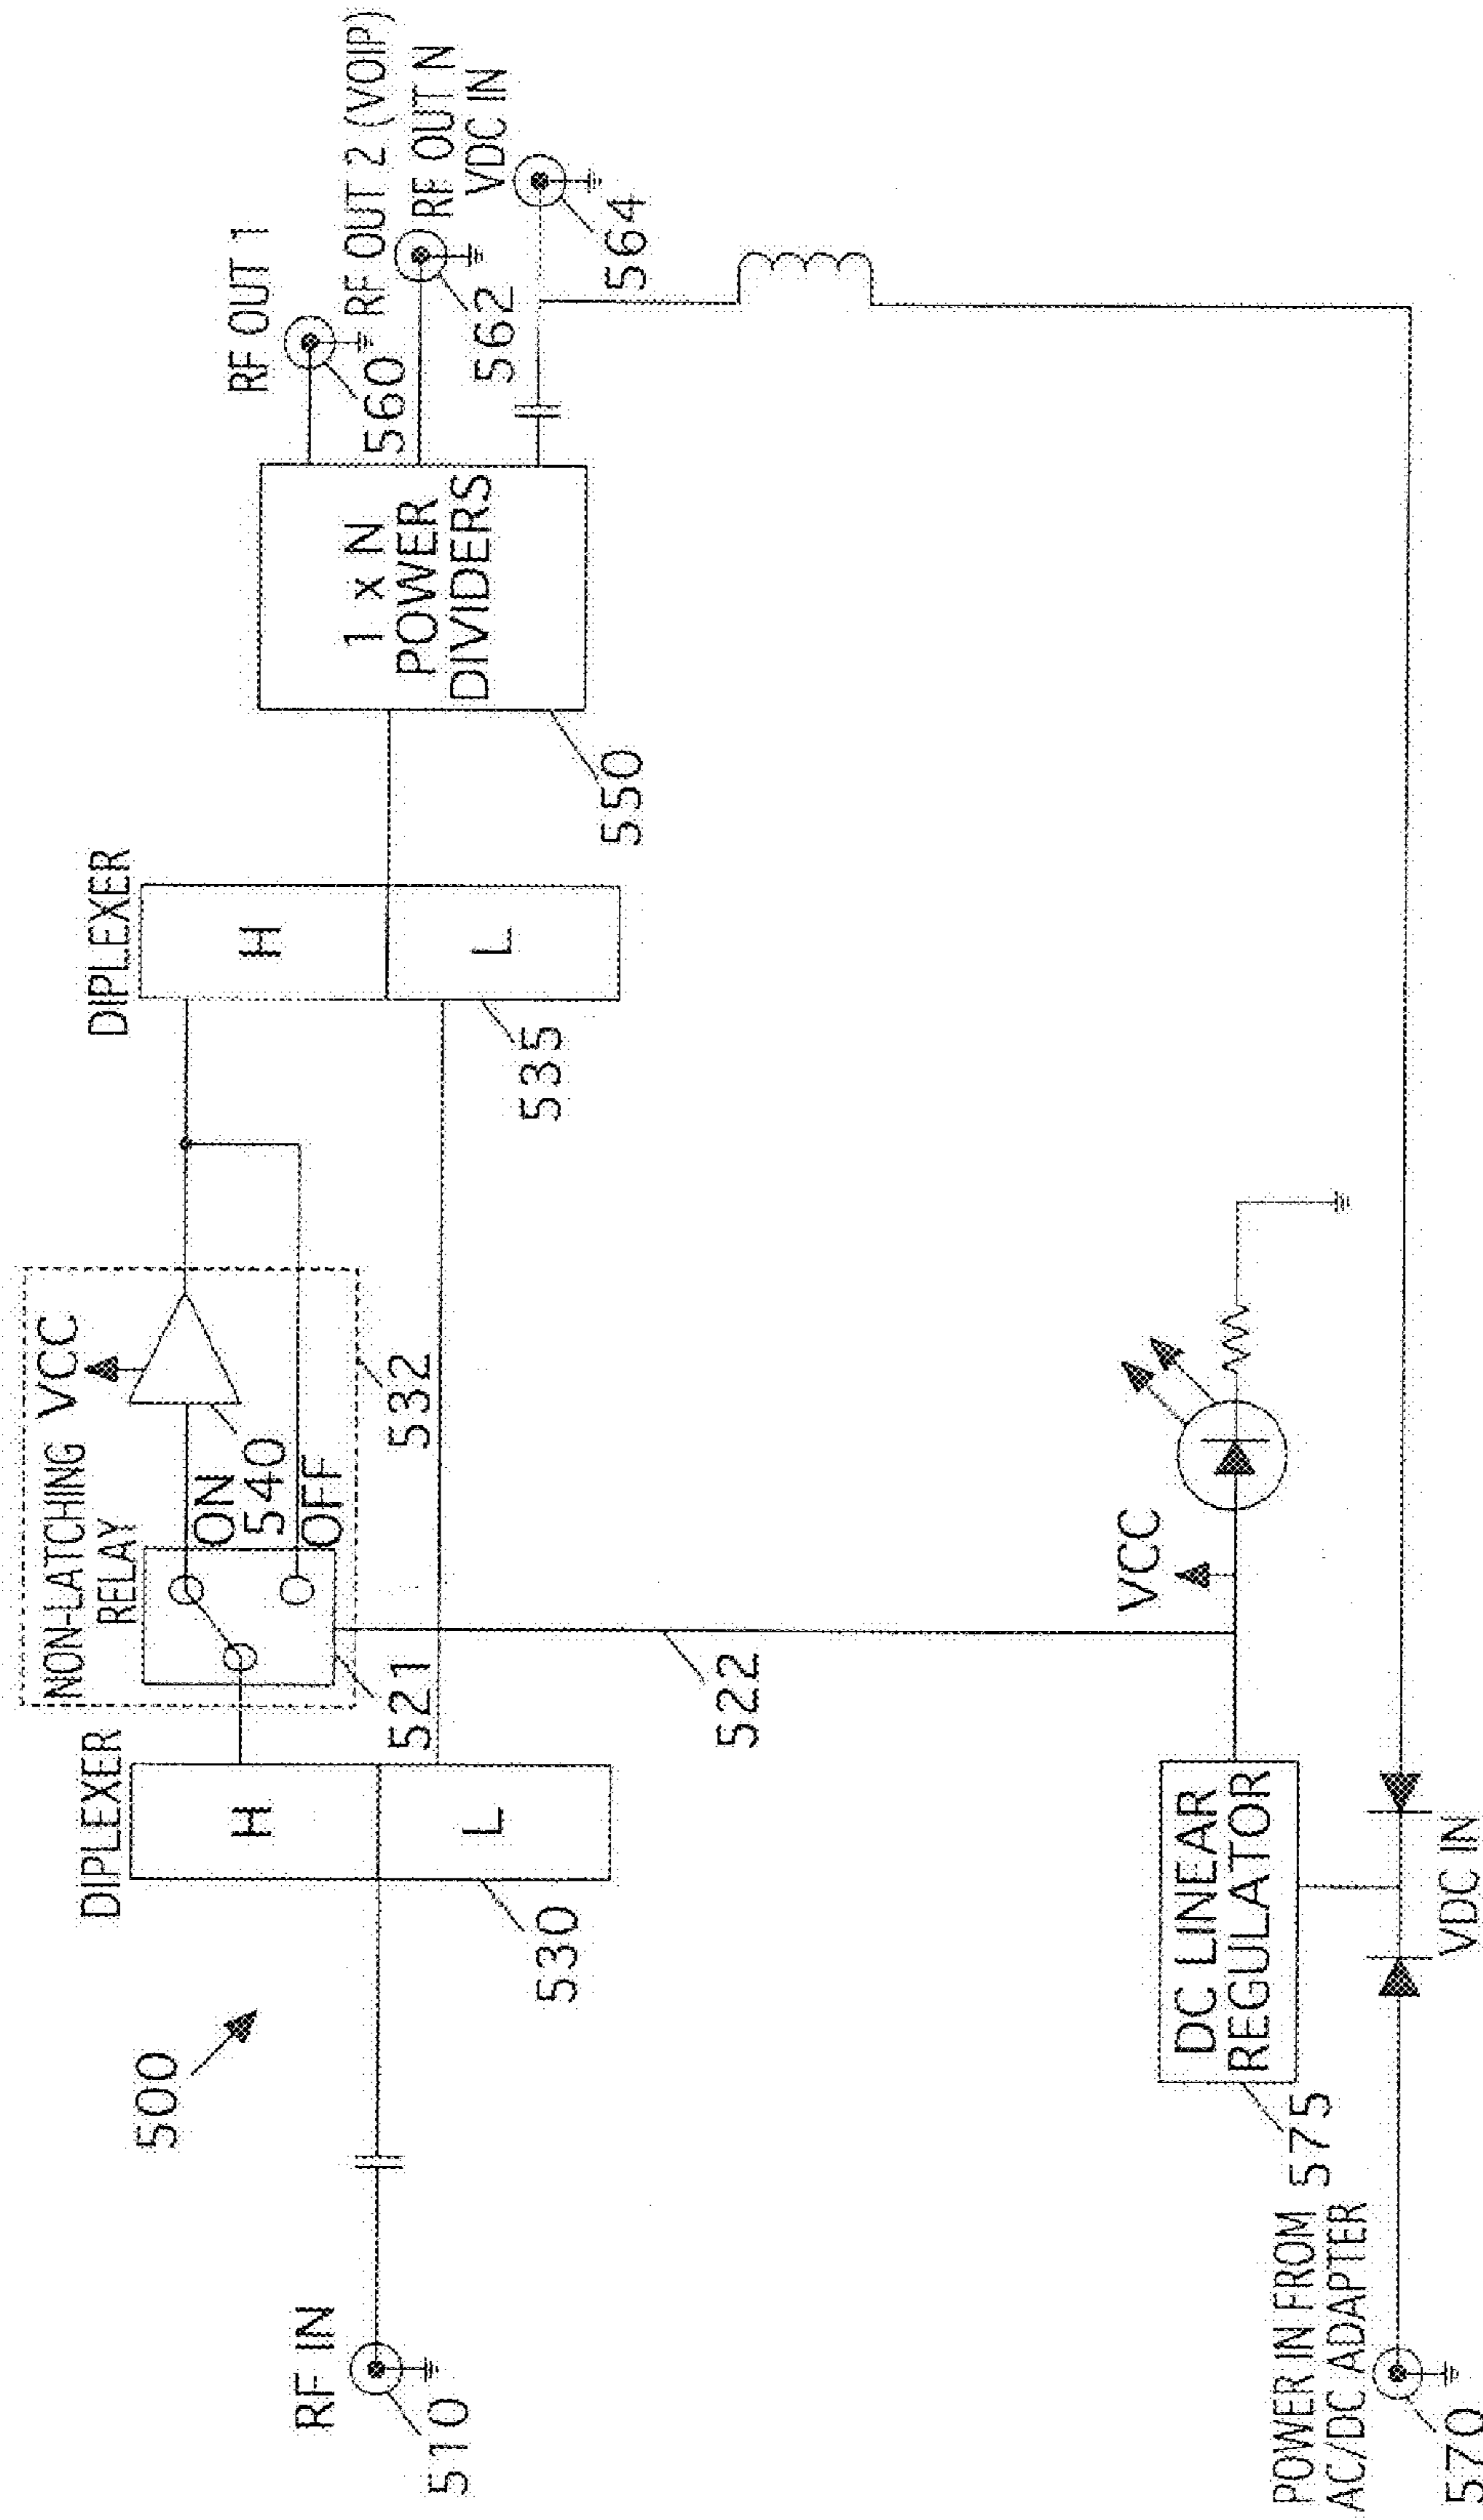 500
RF IN
510
DIPLEXER
H
L
530
NON-LATCHING
RELAY
VCC
ON
540
OFF
521
532
522
DIPLEXER
H
L
535
1 x N
POWER
DIVIDERS
550
RF OUT 1
560
RF OUT 2 (VOIP)
562
RF OUT N
VDC IN
564
VCC
DC LINEAR
REGULATOR
575
POWER IN FROM
AC/DC ADAPTER
570
VDC IN